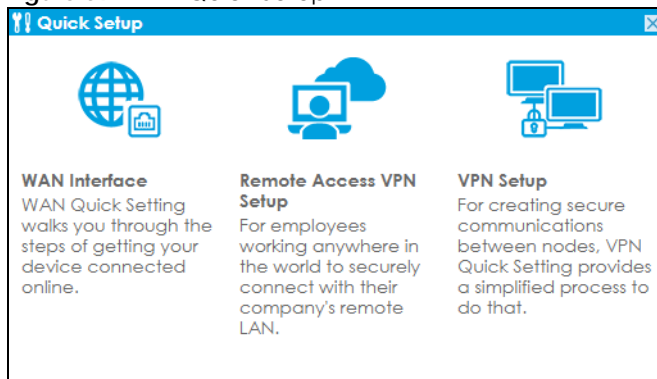 Quick Setup
WAN Interface
WAN Quick Setting
walks you through the
steps of getting your
device connected
online.
Remote Access VPN
Setup
For employees
working anywhere in
the world to securely
connect with their
company's remote
LAN.
VPN Setup
For creating secure
communications
between nodes, VPN
Quick Setting provides
a simplified process to
do that.